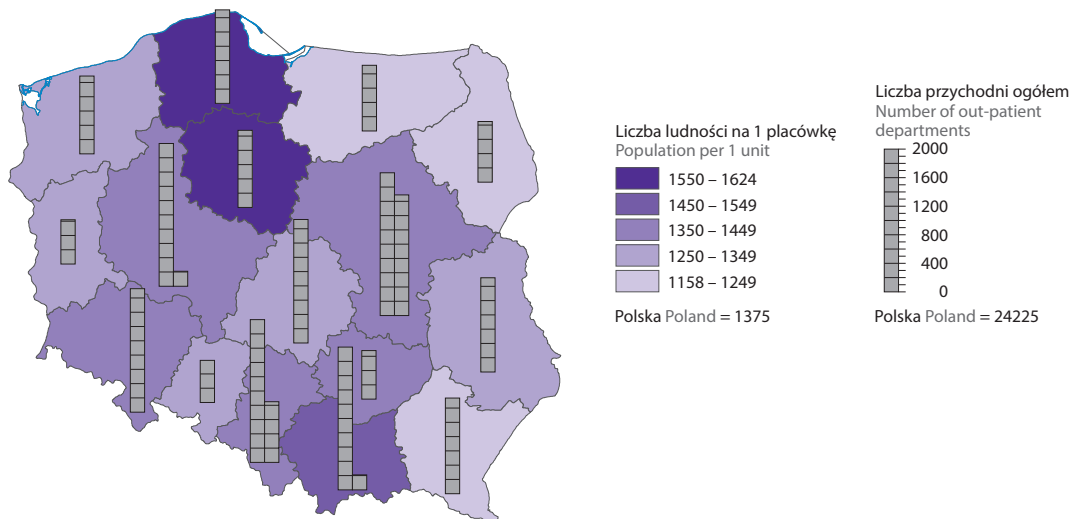 Liczba ludności na 1 placówkę
Population per 1 unit
1550 – 1624
1450 – 1549
1350 – 1449
1250 – 1349
1158 – 1249
Polska Poland = 1375
Liczba przychodni ogółem
Number of out-patient
departments
2000
1600
1200
800
400
0
Polska Poland = 24225